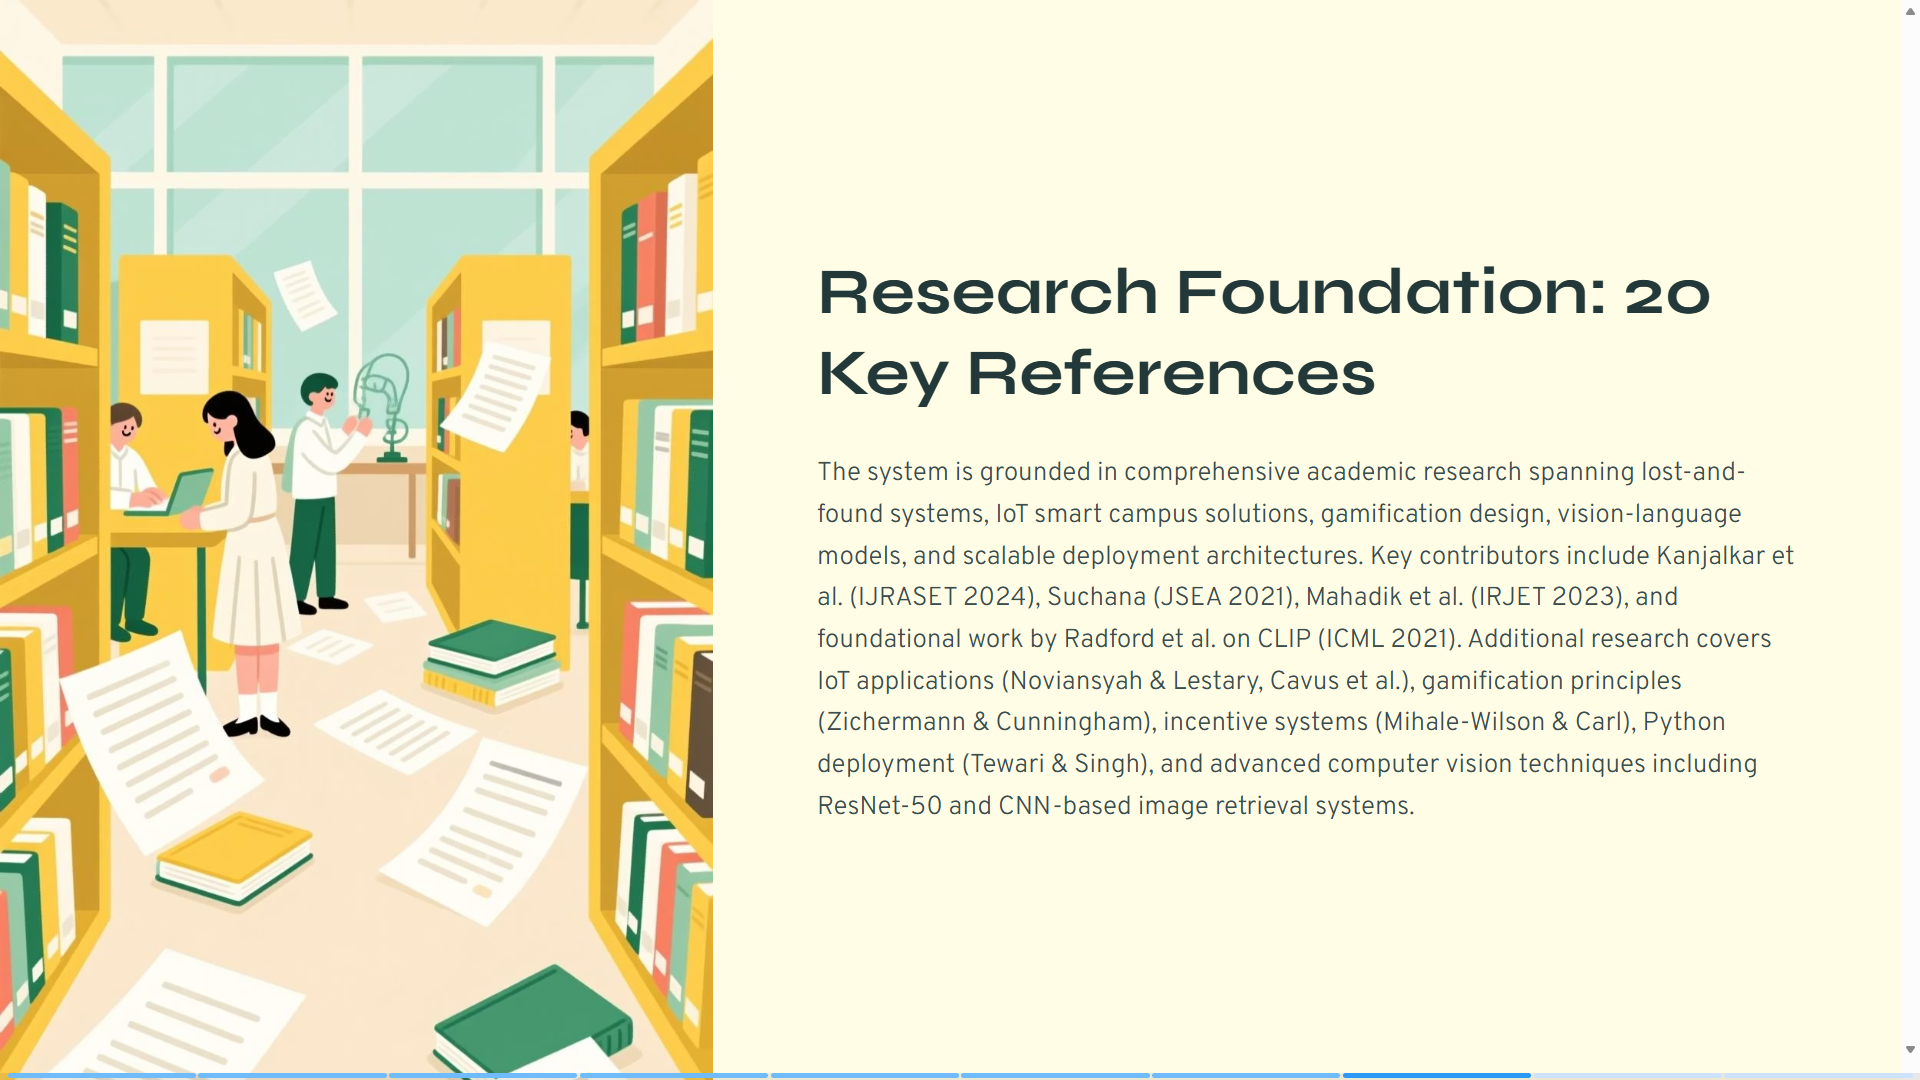 Research Foundation: 20
Key References
The system is grounded in comprehensive academic research spanning lost-and-
found systems, IoT smart campus solutions, gamification design, vision-language
models, and scalable deployment architectures. Key contributors include Kanjalkar et
al. (IJRASET 2024), Suchana (JSEA 2021), Mahadik et al. (IRJET 2023), and
foundational work by Radford et al. on CLIP (ICML 2021). Additional research covers
IoT applications (Noviansyah & Lestary, Cavus et al.), gamification principles
(Zichermann & Cunningham), incentive systems (Mihale-Wilson & Carl), Python
deployment (Tewari & Singh), and advanced computer vision techniques including
ResNet-50 and CNN-based image retrieval systems.